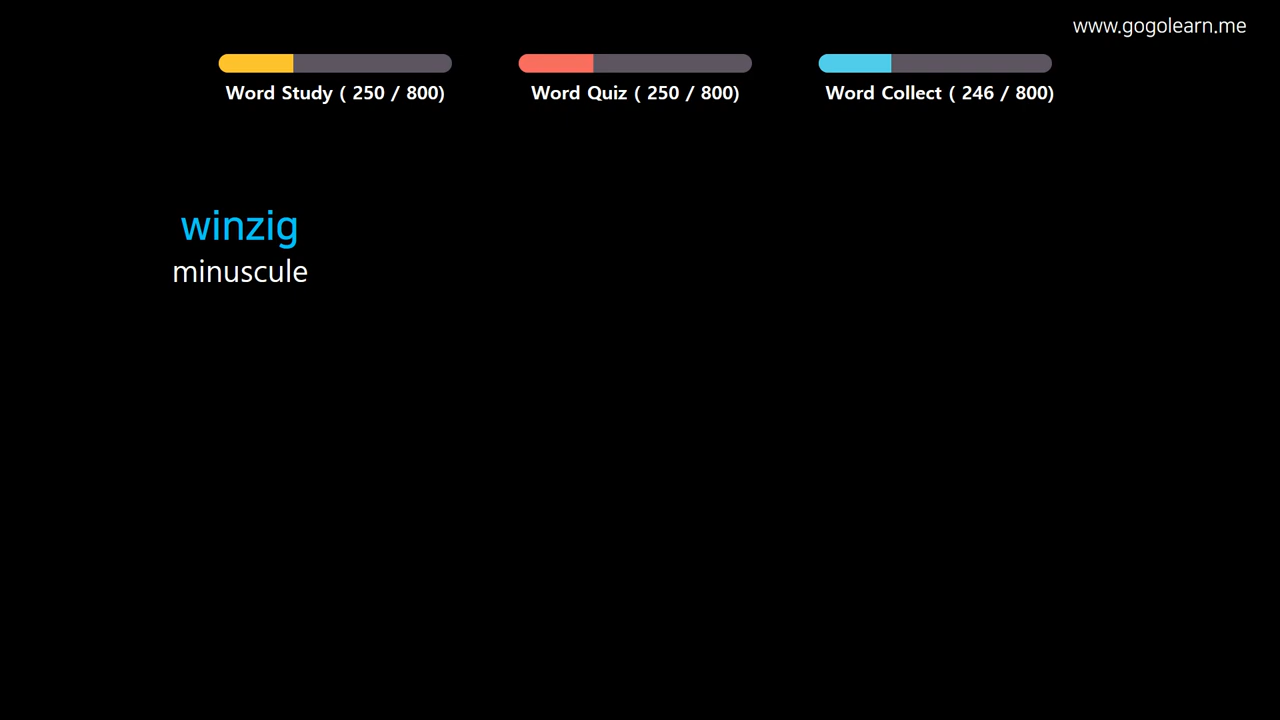 www.gogolearn.me
Word Study ( 250 / 800)
Word Quiz ( 250 / 800)
Word Collect ( 246 / 800)
winzig
minuscule